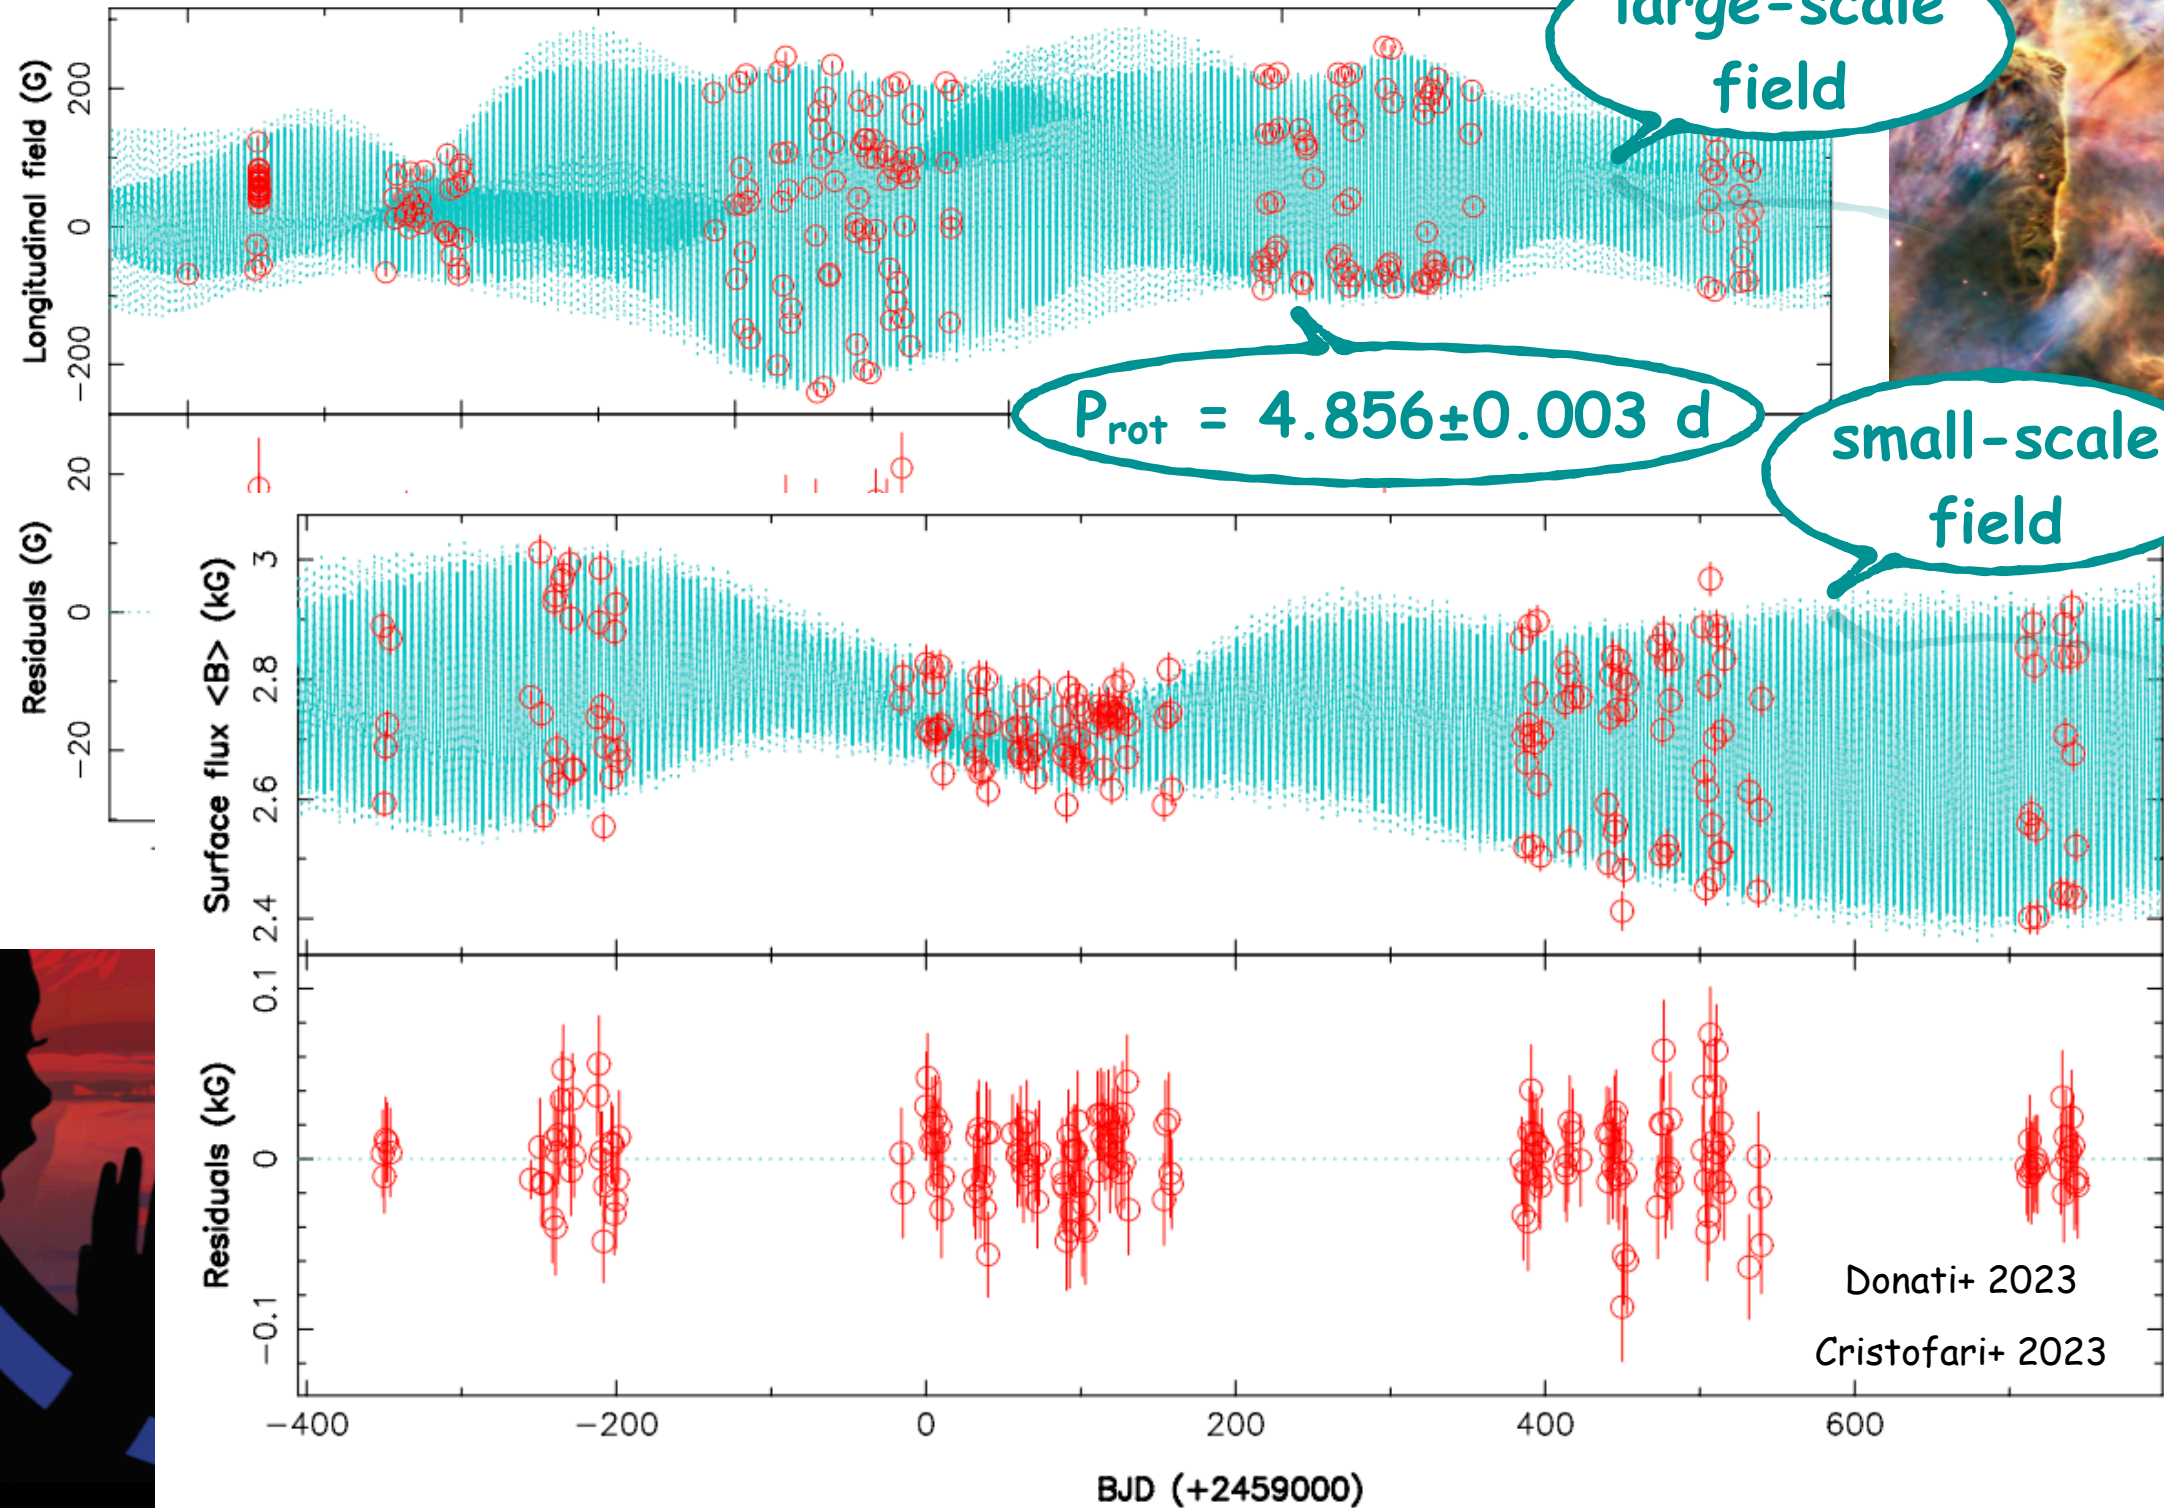 large-scale
field
Longitudinal field (G)
200
0
−200
P_rot = 4.856±0.003 d
small-scale
field
Residuals (G)
20
0
−20
Surface flux <B> (kG)
3
2.8
2.6
2.4
Residuals (kG)
0.1
0
−0.1
Donati+ 2023
Cristofari+ 2023
−400
−200
0
200
400
600
BJD (+2459000)